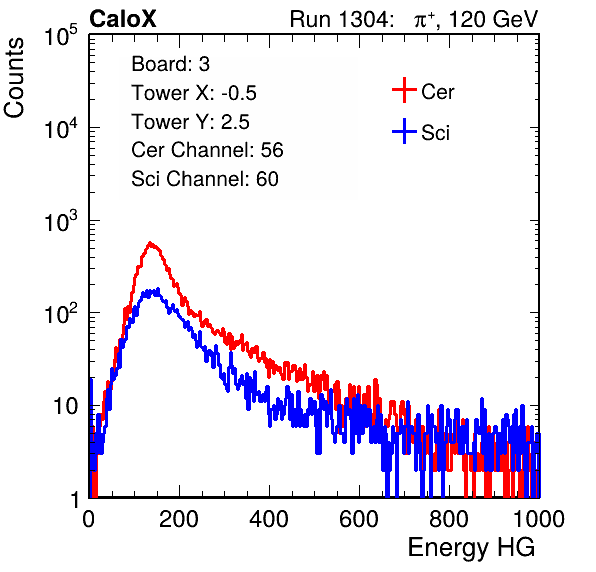 CaloX Run 1304: π⁺, 120 GeV
Board: 3
Tower X: -0.5
Tower Y: 2.5
Cer Channel: 56
Sci Channel: 60
Cer
Sci
Counts
10⁵
10⁴
10³
10²
10
1
0 200 400 600 800 1000
Energy HG